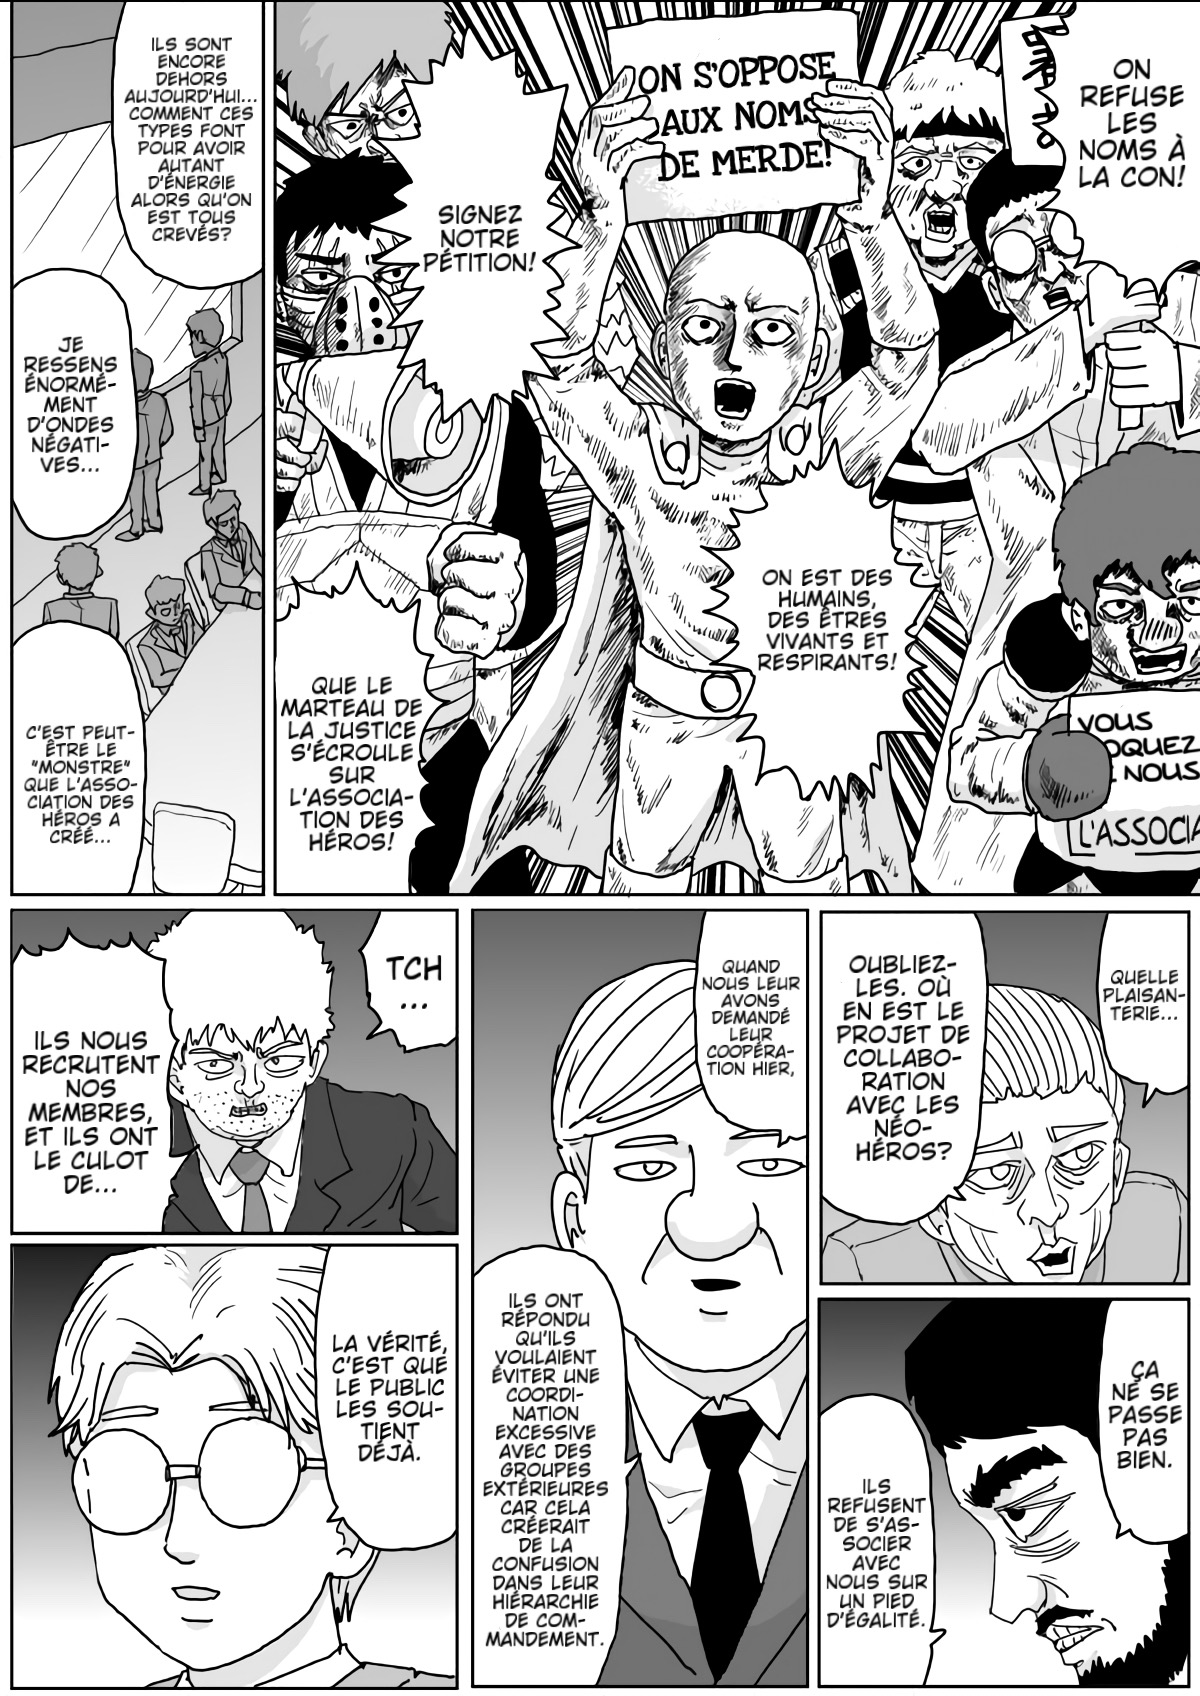 ON
REFUSE
LES
NOMS À
LA CON!
ON S'OPPOSE
AUX NOMS
DE MERDE!
SIGNEZ
NOTRE
PÉTITION!
ON EST DES
HUMAINS,
DES ÊTRES
VIVANTS ET
RESPIRANTS!
VOUS
OQUEZ
NOUS
L'ASSOCIA
QUE LE
MARTEAU DE
LA JUSTICE
S'ÉCROULE
SUR
L'ASSOCIA-
TION DES
HÉROS!
ILS SONT
ENCORE
DEHORS
AUJOURD'HUI...
COMMENT CES
TYPES FONT
POUR AVOIR
AUTANT
D'ÉNERGIE
ALORS QU'ON
EST TOUS
CREVÉS?
JE
RESSENS
ÉNORMÉ-
MENT
D'ONDES
NÉGATI-
VES...
C'EST PEUT-
ÊTRE LE
"MONSTRE"
QUE L'ASSO-
CIATION DES
HÉROS A
CRÉÉ...
QUELLE
PLAISAN-
TERIE...
OUBLIEZ-
LES. OÙ
EN EST LE
PROJET DE
COLLABO-
RATION
AVEC LES
NÉO-
HÉROS?
ÇA
NE SE
PASSE
PAS
BIEN.
ILS
REFUSENT
DE S'AS-
SOCIER
AVEC
NOUS SUR
UN PIED
D'ÉGALITÉ.
QUAND
NOUS LEUR
AVONS
DEMANDÉ
LEUR
COOPÉRA-
TION HIER,
ILS ONT
RÉPONDU
QU'ILS
VOULAIENT
ÉVITER UNE
COORDI-
NATION
EXCESSIVE
AVEC DES
GROUPES
EXTÉRIEURES
CAR CELA
CRÉERAIT
DE LA
CONFUSION
DANS LEUR
HIÉRARCHIE
DE COM-
MANDEMENT.
TCH
...
ILS NOUS
RECRUTENT
NOS
MEMBRES,
ET ILS ONT
LE CULOT
DE...
LA VÉRITÉ,
C'EST QUE
LE PUBLIC
LES SOU-
TIENT
DÉJÀ.